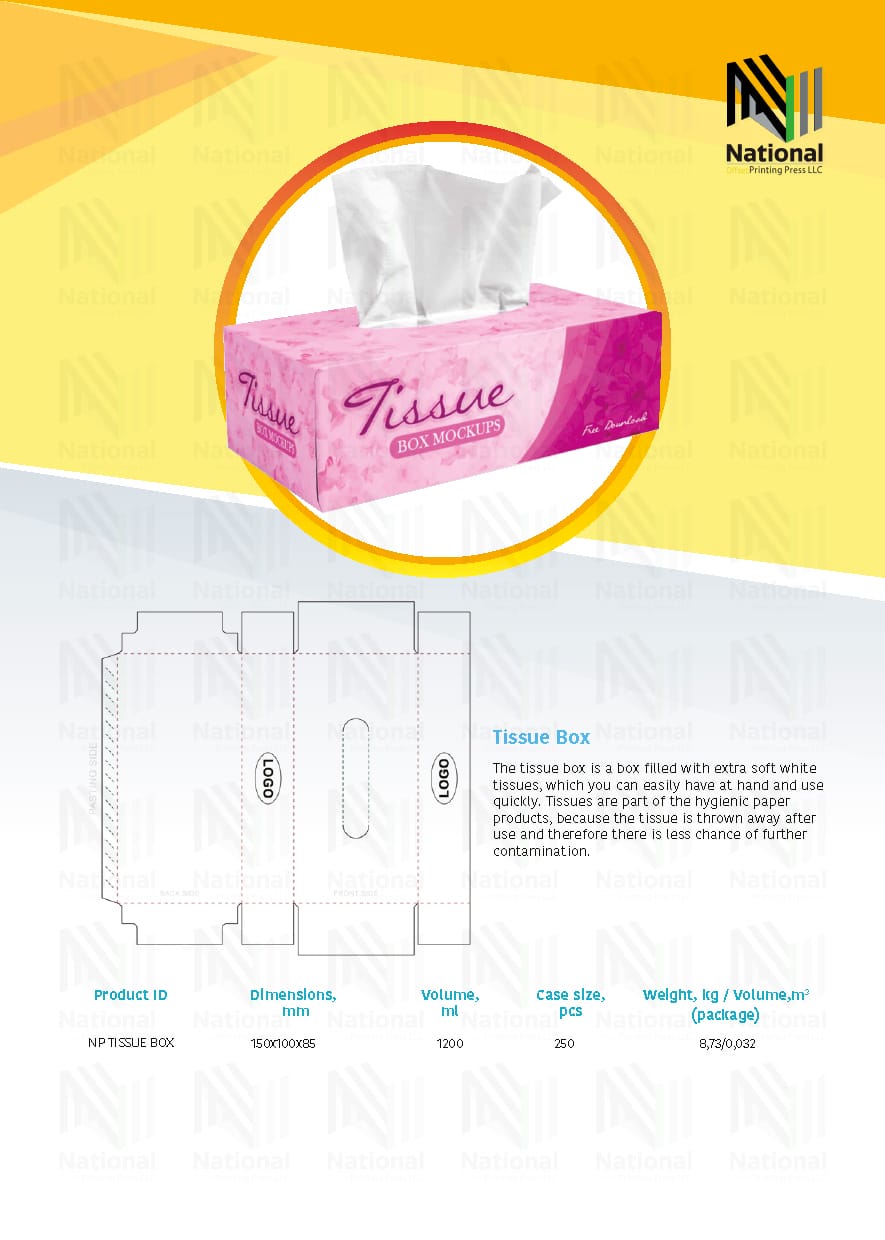 National
Offset Printing Press LLC
Tissue
BOX MOCKUPS
Tissue
BOX MOCKUPS
Free Download
PASTING SIDE
LOGO
LOGO
BACK SIDE
FRONT SIDE
Tissue Box
The tissue box is a box filled with extra soft white
tissues, which you can easily have at hand and use
quickly. Tissues are part of the hygienic paper
products, because the tissue is thrown away after
use and therefore there is less chance of further
contamination.
Product ID Dimensions, mm Volume, ml Case size, pcs Weight, kg / Volume,m³ (package)
NP TISSUE BOX 150x100x85 1200 250 8,73/0,032